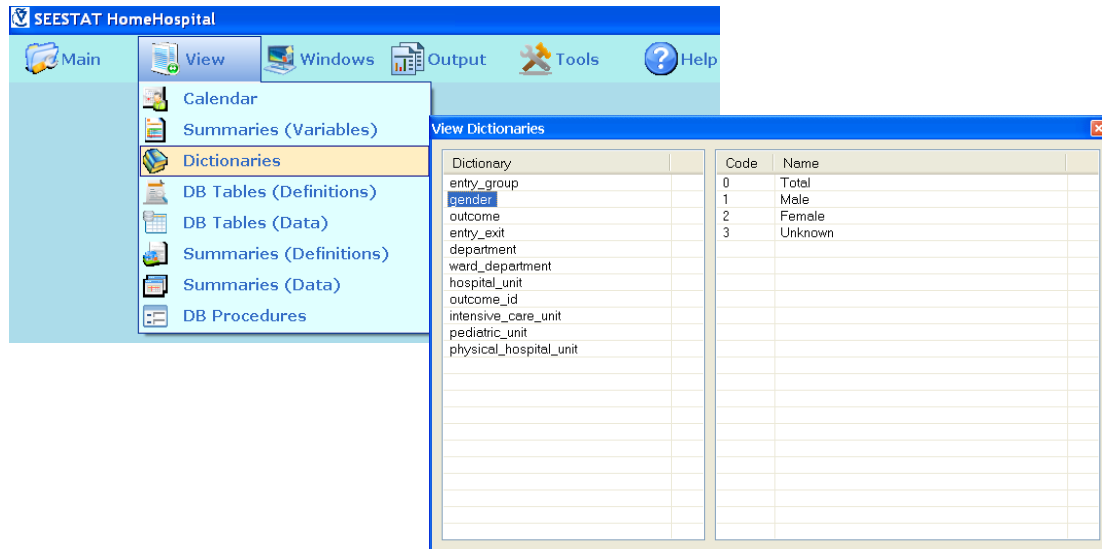 SEESTAT HomeHospital
Main View Windows Output Tools Help
Calendar
Summaries (Variables)
Dictionaries
DB Tables (Definitions)
DB Tables (Data)
Summaries (Definitions)
Summaries (Data)
DB Procedures
View Dictionaries
Dictionary
entry_group
gender
outcome
entry_exit
department
ward_department
hospital_unit
outcome_id
intensive_care_unit
pediatric_unit
physical_hospital_unit
Code Name
0 Total
1 Male
2 Female
3 Unknown